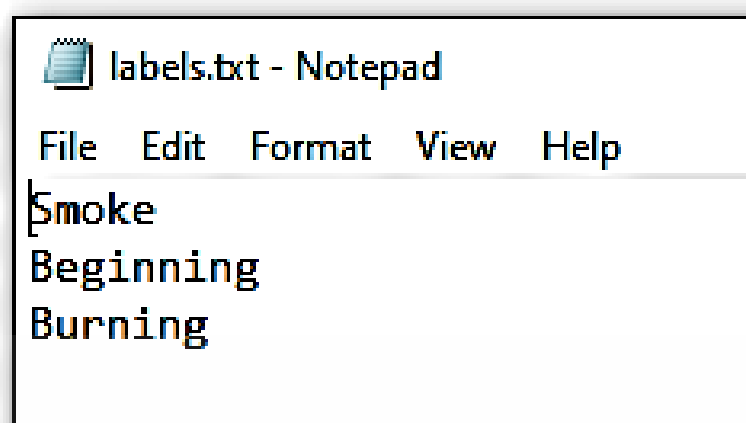 labels.txt - Notepad
File Edit Format View Help
Smoke
Beginning
Burning